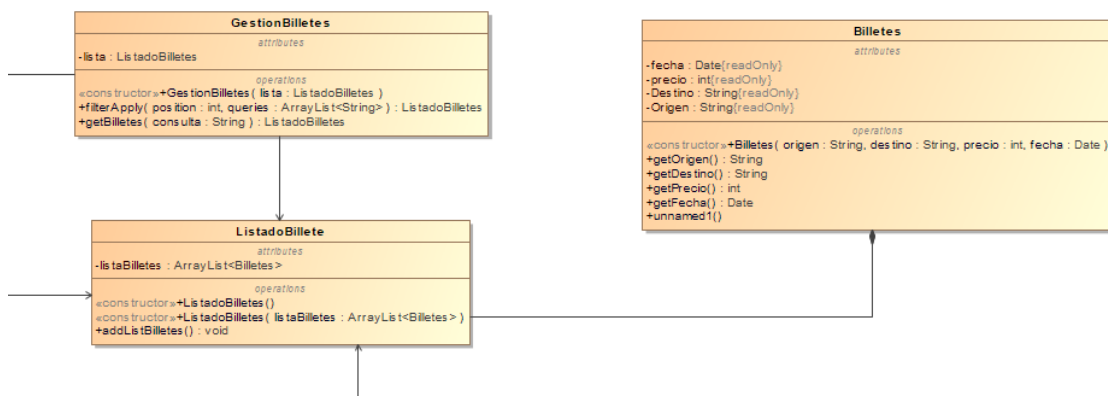 GestionBilletes
attributes
-lista : ListadoBilletes
operations
«constructor»+GestionBilletes( lista : ListadoBilletes )
+filterApply( position : int, queries : ArrayList<String> ) : ListadoBilletes
+getBilletes( consulta : String ) : ListadoBilletes
Billetes
attributes
-fecha : Date{readOnly}
-precio : int{readOnly}
-Destino : String{readOnly}
-Origen : String{readOnly}
operations
«constructor»+Billetes( origen : String, destino : String, precio : int, fecha : Date )
+getOrigen() : String
+getDestino() : String
+getPrecio() : int
+getFecha() : Date
+unnamed1()
ListadoBillete
attributes
-listaBilletes : ArrayList<Billetes>
operations
«constructor»+ListadoBilletes()
«constructor»+ListadoBilletes( listaBilletes : ArrayList<Billetes> )
+addListBilletes() : void